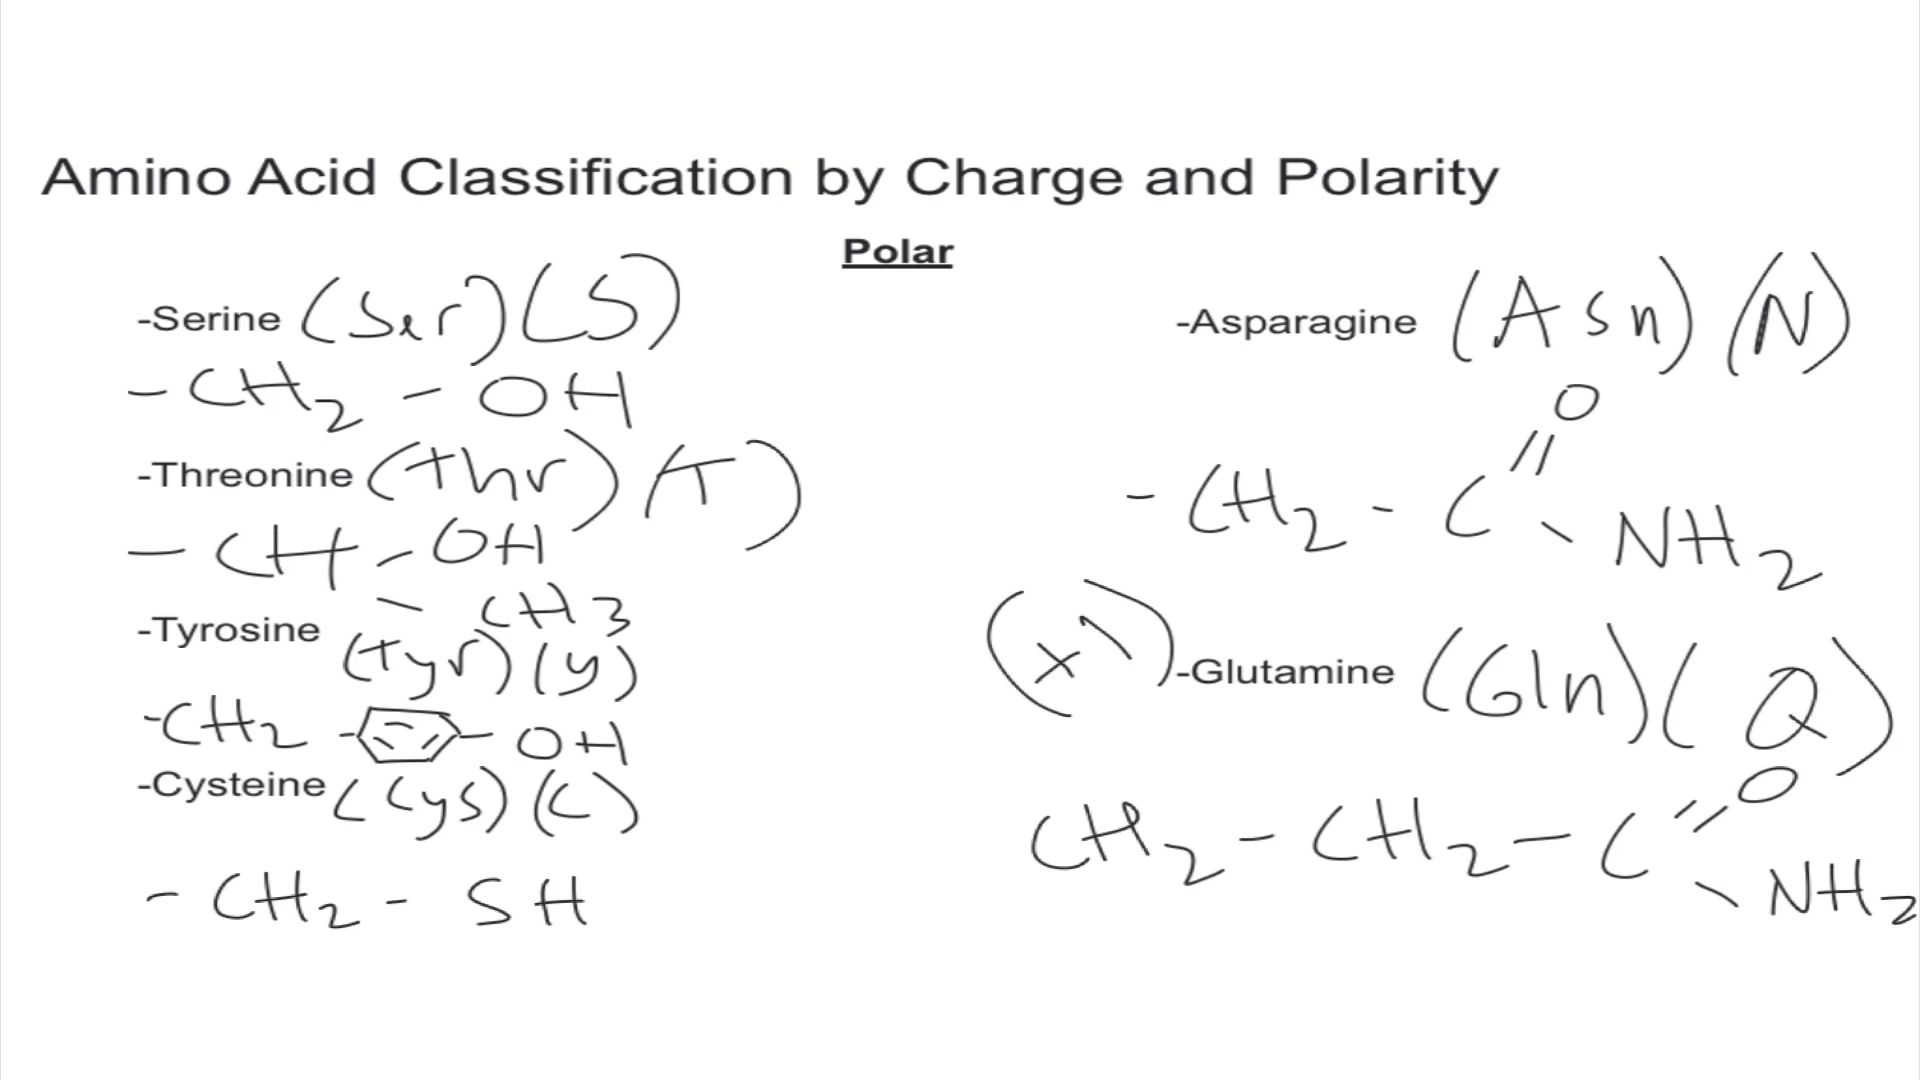 Amino Acid Classification by Charge and Polarity
Polar
-Serine (Ser) (S)
-CH2-OH
-Threonine (thr) (T)
-CH-OH
-CH3
-Tyrosine
(tyr) (y)
-CH2 - - OH
-Cysteine (Cys) (C)
-CH2-SH
-Asparagine (Asn) (N)
O
//
-CH2-C-NH2
(+1)
-Glutamine (Gln) (Q)
CH2-CH2-C=O
-NH2